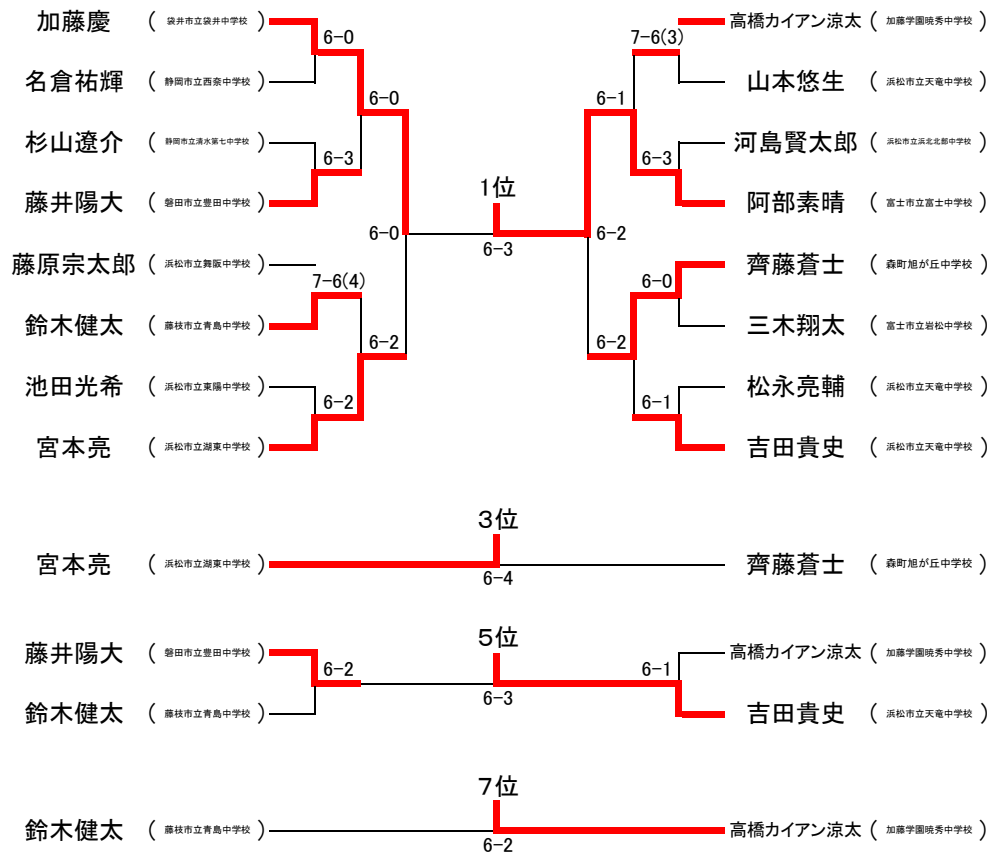 加藤慶 ( 袋井市立袋井中学校 )
6-0
名倉祐輝 ( 静岡市立西奈中学校 )
6-0
杉山遼介 ( 静岡市立清水第七中学校 )
6-3
藤井陽大 ( 磐田市立豊田中学校 )
6-0
藤原宗太郎 ( 浜松市立舞阪中学校 )
7-6(4)
鈴木健太 ( 藤枝市立青島中学校 )
6-2
池田光希 ( 浜松市立東陽中学校 )
6-2
宮本亮 ( 浜松市立湖東中学校 )
1位
6-3
高橋カイアン涼太 ( 加藤学園暁秀中学校 )
7-6(3)
山本悠生 ( 浜松市立天竜中学校 )
6-1
河島賢太郎 ( 浜松市立浜北北部中学校 )
6-3
阿部素晴 ( 富士市立富士中学校 )
6-2
齊藤蒼士 ( 森町旭が丘中学校 )
6-0
三木翔太 ( 富士市立岩松中学校 )
6-2
松永亮輔 ( 浜松市立天竜中学校 )
6-1
吉田貴史 ( 浜松市立天竜中学校 )
3位
宮本亮 ( 浜松市立湖東中学校 )
6-4
齊藤蒼士 ( 森町旭が丘中学校 )
5位
藤井陽大 ( 磐田市立豊田中学校 )
6-2
鈴木健太 ( 藤枝市立青島中学校 )
6-3
高橋カイアン涼太 ( 加藤学園暁秀中学校 )
6-1
吉田貴史 ( 浜松市立天竜中学校 )
7位
鈴木健太 ( 藤枝市立青島中学校 )
6-2
高橋カイアン涼太 ( 加藤学園暁秀中学校 )